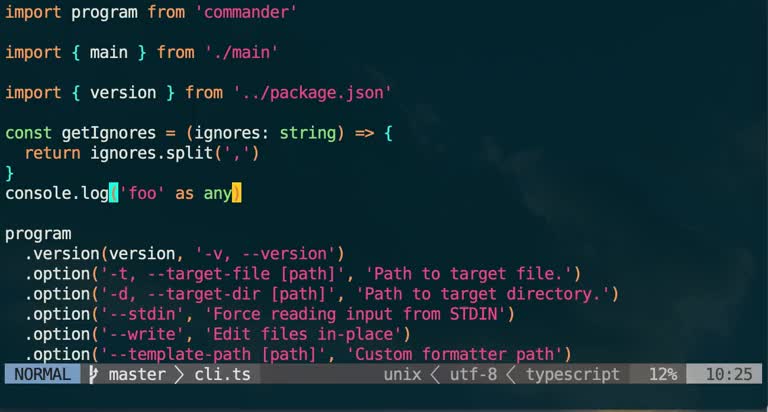 import program from 'commander'
import { main } from './main'
import { version } from '../package.json'
const getIgnores = (ignores: string) => {
  return ignores.split(',')
}
console.log('foo' as any)
program
  .version(version, '-v, --version')
  .option('-t, --target-file [path]', 'Path to target file.')
  .option('-d, --target-dir [path]', 'Path to target directory.')
  .option('--stdin', 'Force reading input from STDIN')
  .option('--write', 'Edit files in-place')
  .option('--template-path [path]', 'Custom formatter path')
NORMAL master cli.ts unix utf-8 typescript 12% 10:25